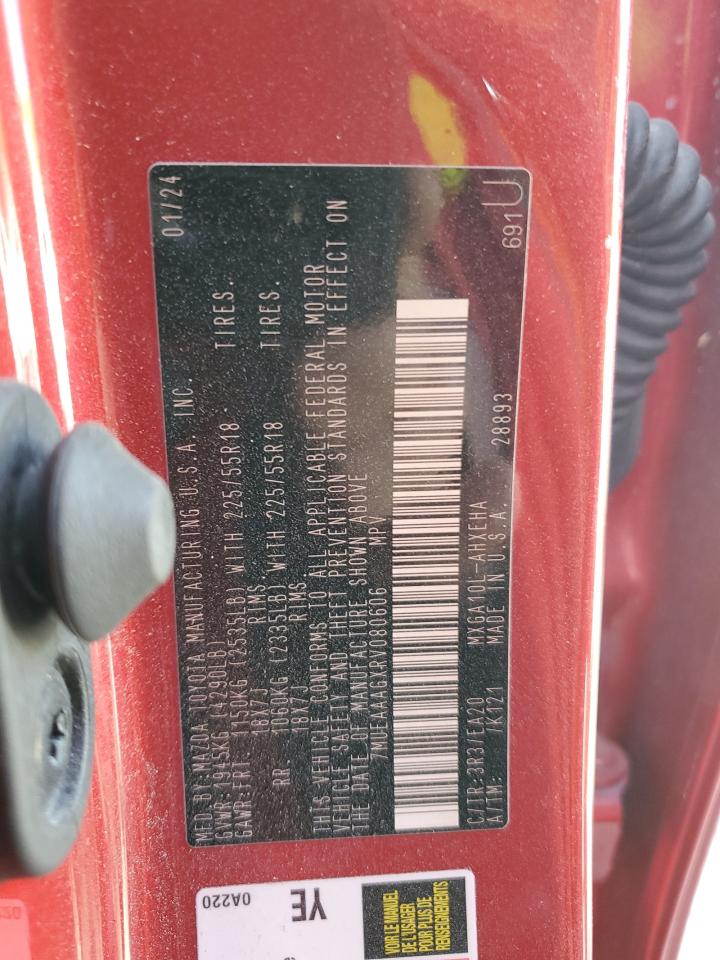 MFD.BY:MAZDA TOYOTA MANUFACTURING U.S.A. INC. 01/24
GVWR:1945KG (4290LB)
GAWR:FRT. 1150KG (2535LB) WITH 225/55R18 TIRES.
18X7J RIMS
RR. 1060KG (2335LB) WITH 225/55R18 TIRES.
18X7J RIMS
THIS VEHICLE CONFORMS TO ALL APPLICABLE FEDERAL MOTOR
VEHICLE SAFETY AND THEFT PREVENTION STANDARDS IN EFFECT ON
THE DATE OF MANUFACTURE SHOWN ABOVE
MPV
C/TR:3R3/EA20 MXGA10L-AHXEHA 691U
A/TM: /K121 MADE IN U.S.A. 28893
0A220
YE
VOIR LE MANUEL
DE L'USAGER
POUR PLUS DE
RENSEIGNEMENTS